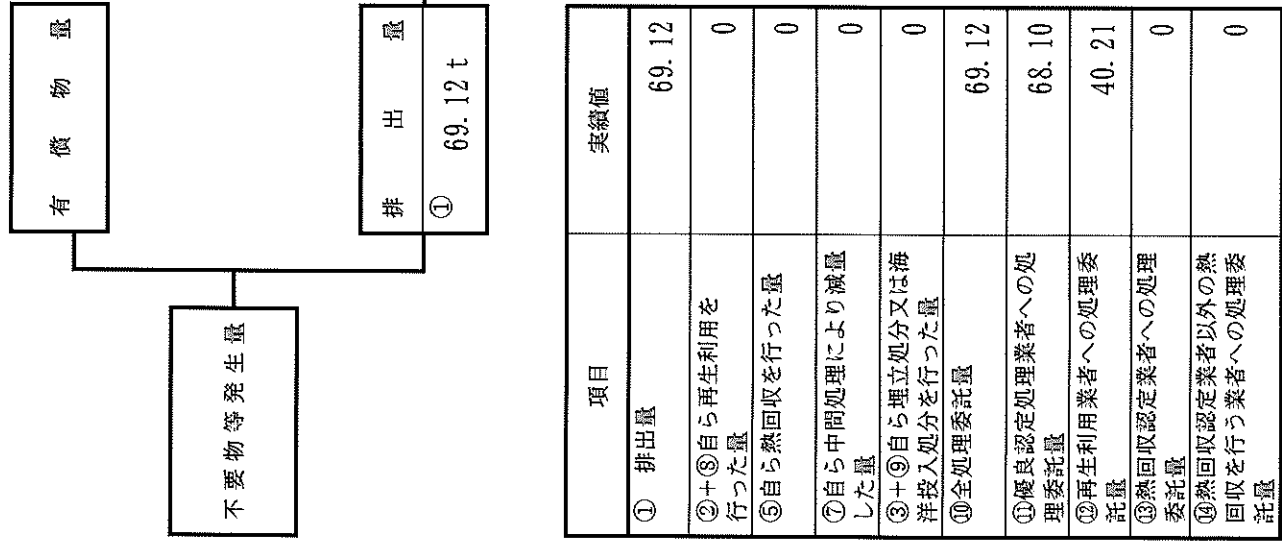 不要物等発生量
有償物量
排出量
① 69.12 t
項目 実績値
① 排出量 69.12
②+⑧自ら再生利用を
行った量 0
⑤自ら熱回収を行った量 0
⑦自ら中間処理により減量
した量 0
③+⑨自ら埋立処分又は海
洋投入処分を行った量 0
⑩全処理委託量 69.12
⑪優良認定処理業者への処
理委託量 68.10
⑫再生利用業者への処理委
託量 40.21
⑬熱回収認定業者への処理
委託量 0
⑭熱回収認定業者以外の熱
回収を行う業者への処理委
託量 0